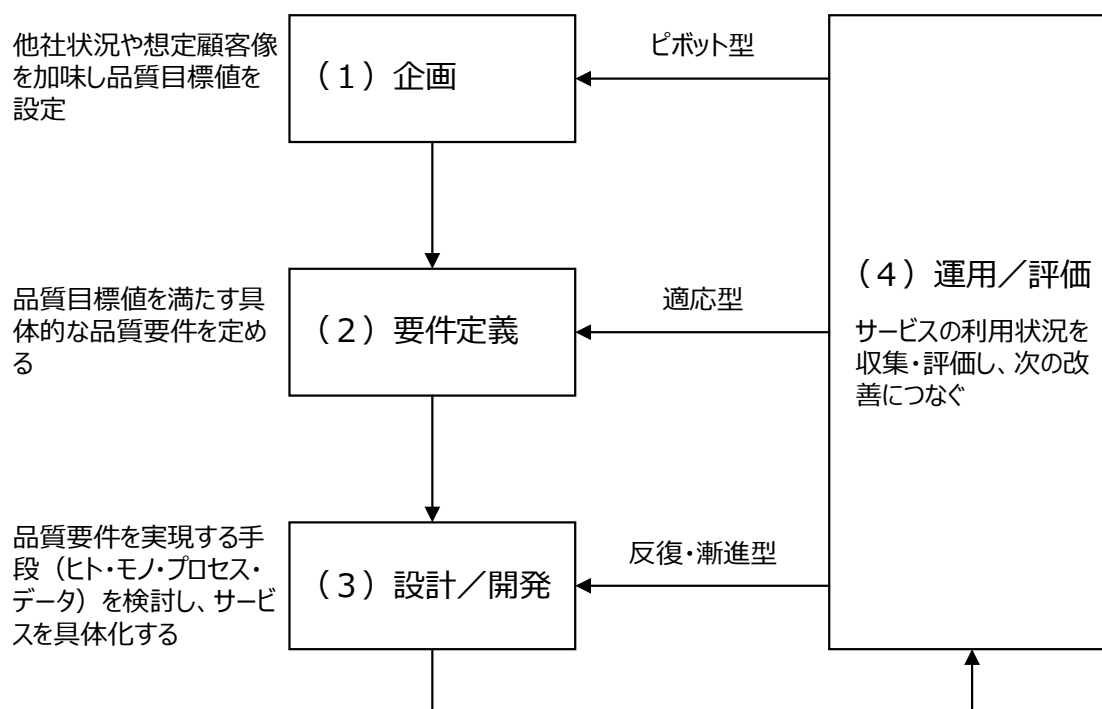 他社状況や想定顧客像
を加味し品質目標値を
設定
（１）企画
ピボット型
品質目標値を満たす具
体的な品質要件を定め
る
（２）要件定義
適応型
（４）運用／評価
サービスの利用状況を
収集・評価し、次の改
善につなぐ
品質要件を実現する手
段（ヒト・モノ・プロセス・
データ）を検討し、サービ
スを具体化する
（３）設計／開発
反復・漸進型